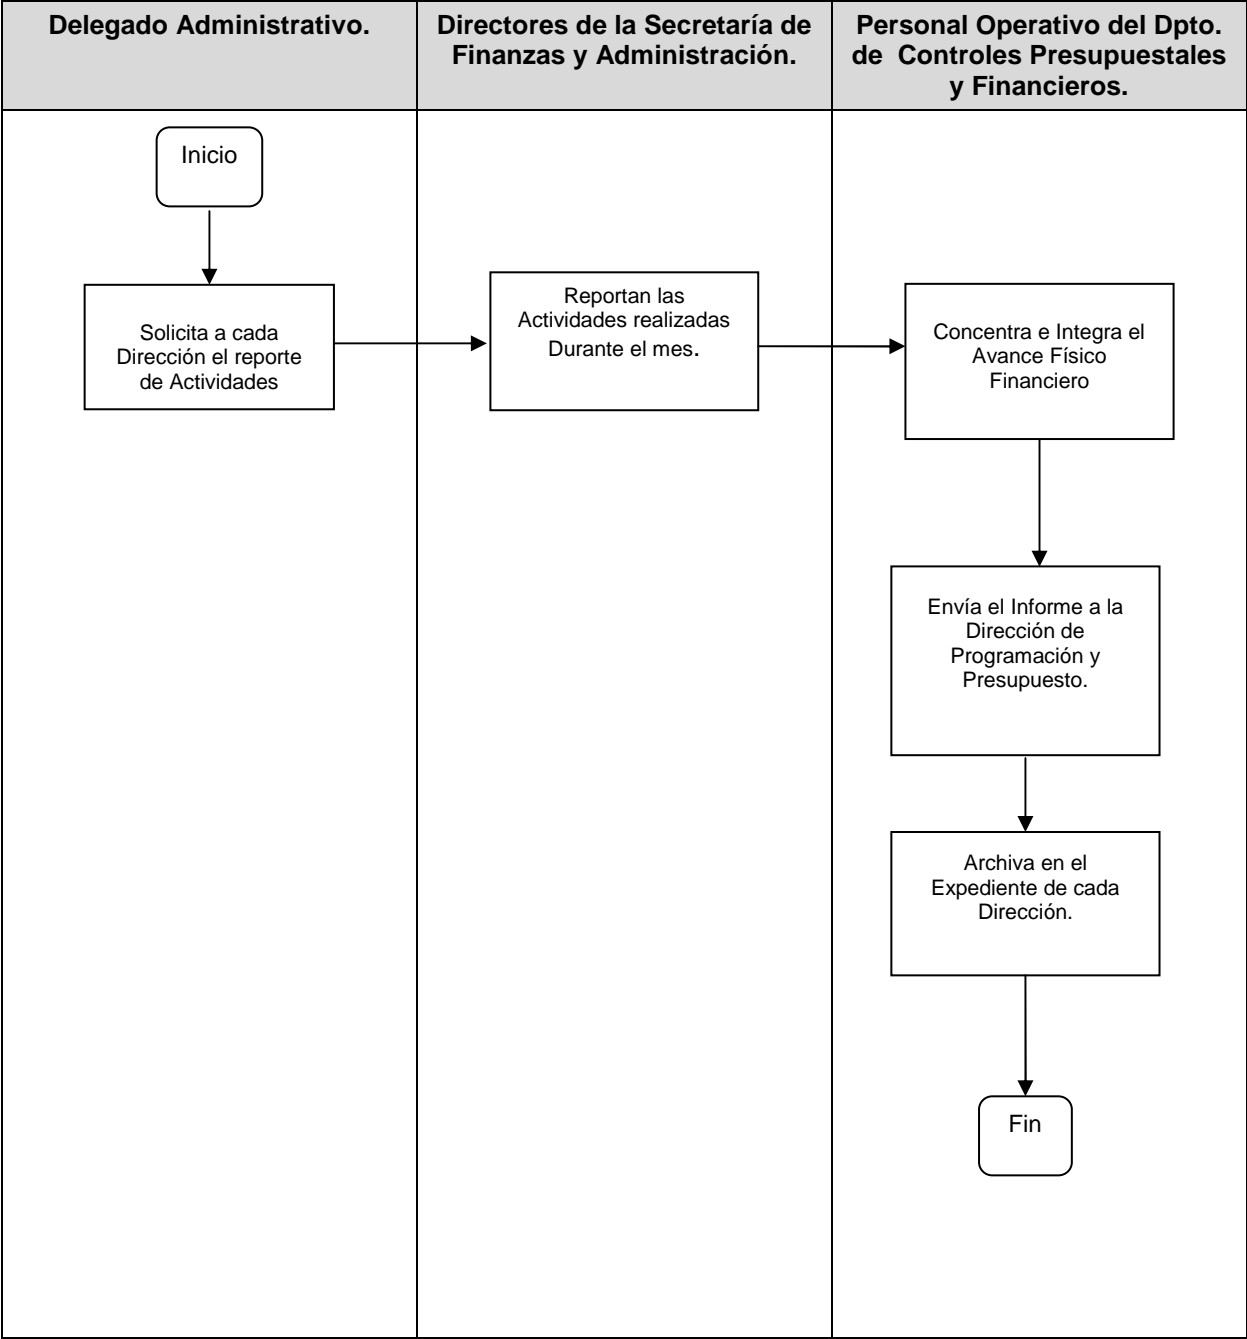 Delegado Administrativo.
Directores de la Secretaría de
Finanzas y Administración.
Personal Operativo del Dpto.
de Controles Presupuestales
y Financieros.
Inicio
Solicita a cada
Dirección el reporte
de Actividades
Reportan las
Actividades realizadas
Durante el mes.
Concentra e Integra el
Avance Físico
Financiero
Envía el Informe a la
Dirección de
Programación y
Presupuesto.
Archiva en el
Expediente de cada
Dirección.
Fin